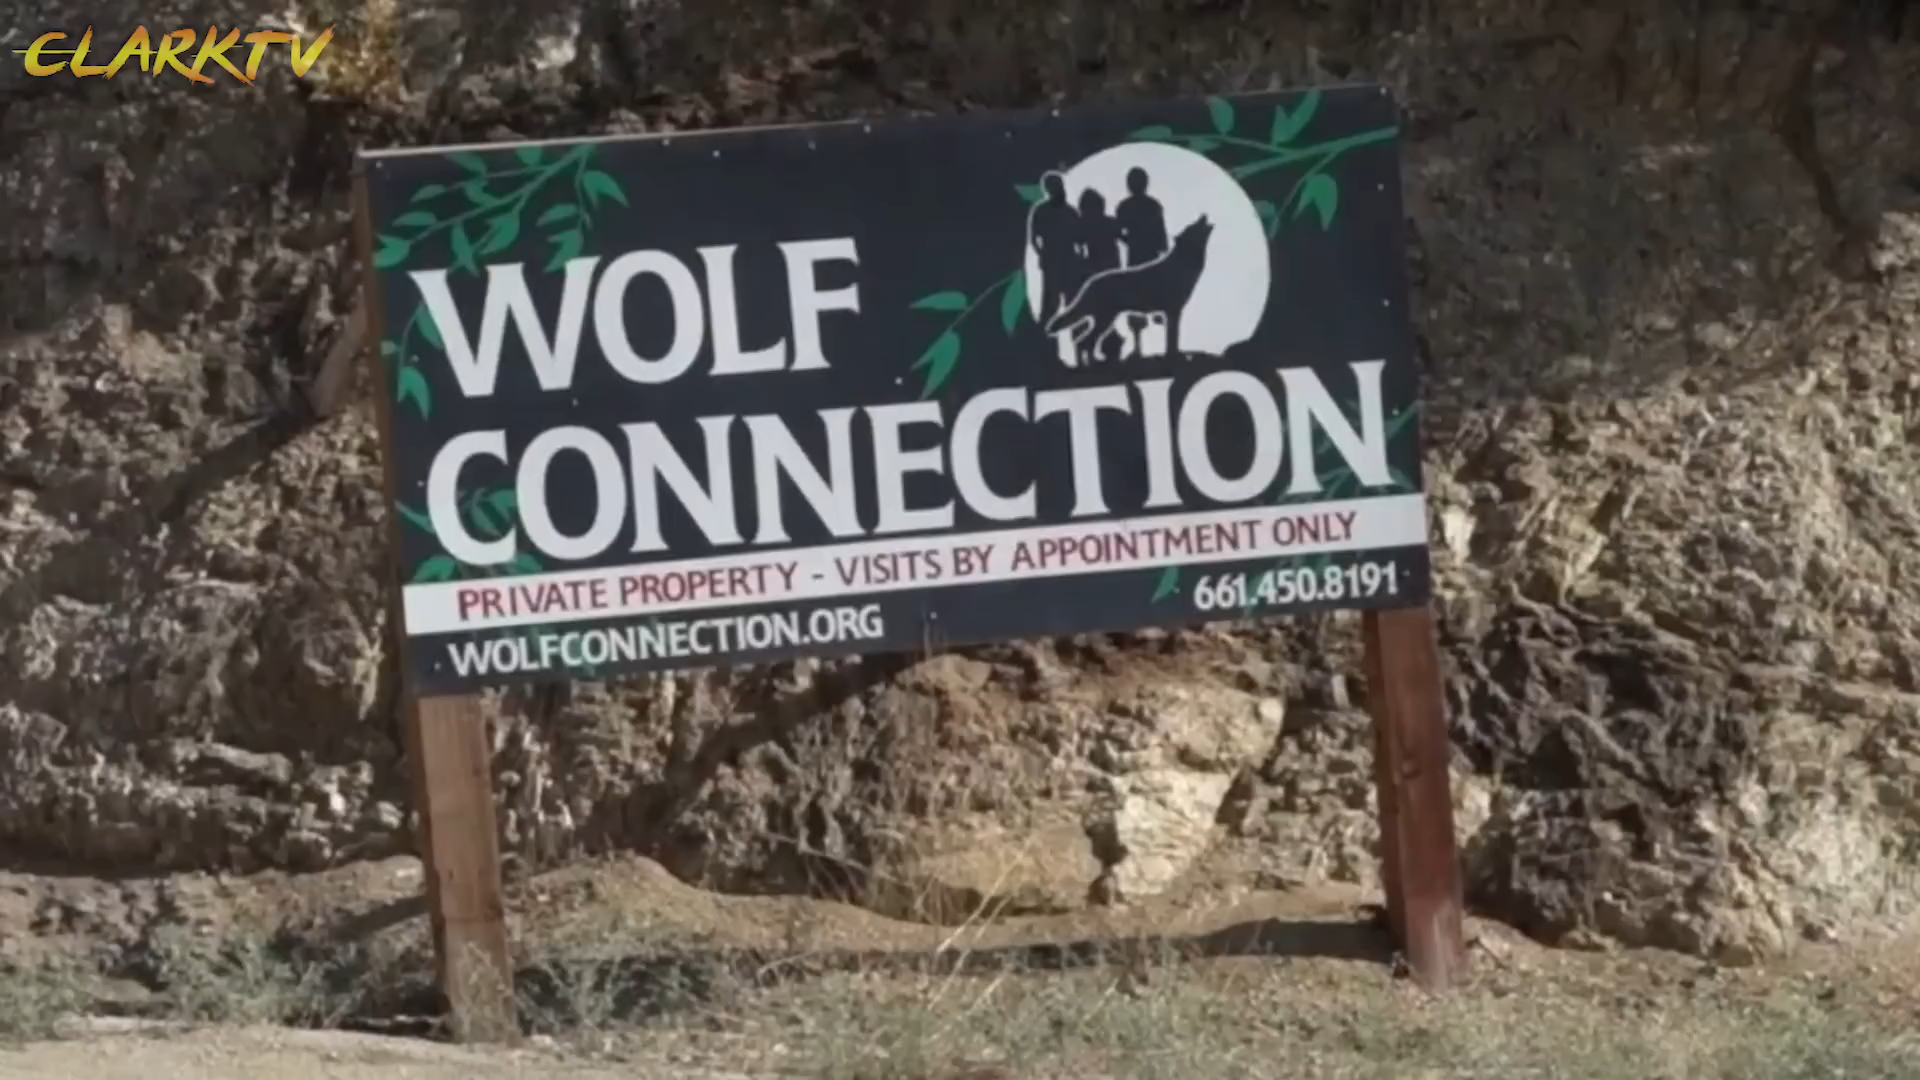 CLARKTV
WOLF
CONNECTION
PRIVATE PROPERTY - VISITS BY APPOINTMENT ONLY
WOLFCONNECTION.ORG
661.450.8191